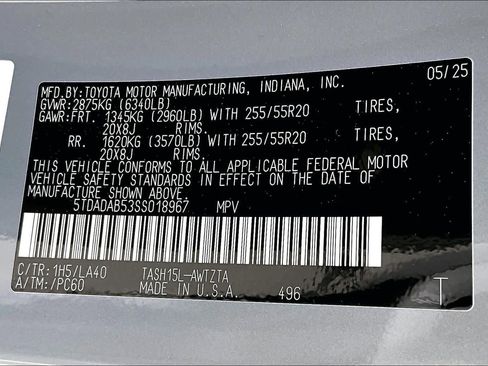 MFD. BY: TOYOTA MOTOR MANUFACTURING, INDIANA, INC. 05/25
GVWR: 2875KG (6340LB)
GAWR: FRT. 1345KG (2960LB) WITH 255/55R20 TIRES,
20X8J RIMS.
RR. 1620KG (3570LB) WITH 255/55R20 TIRES,
20X8J RIMS.
THIS VEHICLE CONFORMS TO ALL APPLICABLE FEDERAL MOTOR
VEHICLE SAFETY STANDARDS IN EFFECT ON THE DATE OF
MANUFACTURE SHOWN ABOVE
5TDADAB53SS018967 MPV
C/TR: 1H5/LA40 TASH15L-AWTZTA
A/TM: /PC60 MADE IN U.S.A. 496 T